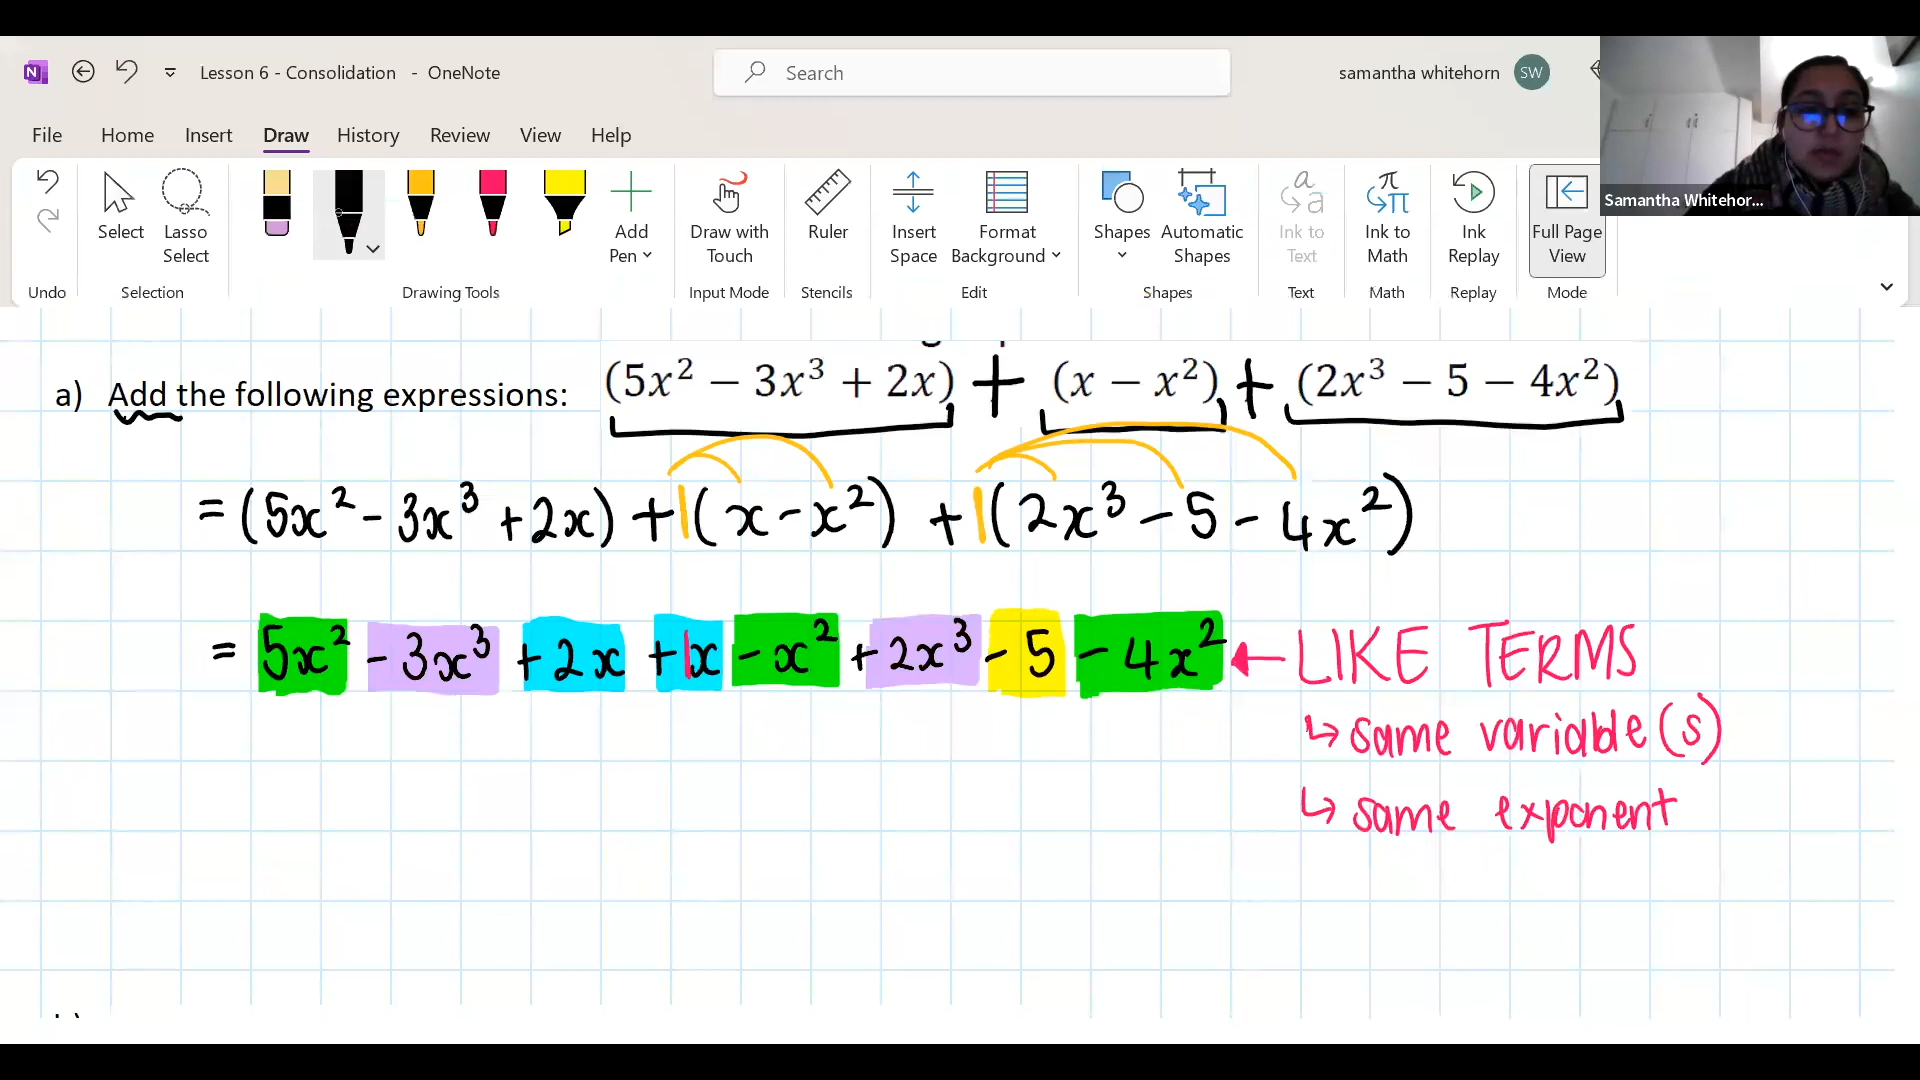 Lesson 6 - Consolidation - OneNote
Search
samantha whitehorn SW
File Home Insert Draw History Review View Help
Select
Lasso Select
Add Pen
Draw with Touch
Ruler
Insert Space
Format Background
Shapes
Automatic Shapes
Ink to Text
Ink to Math
Ink Replay
Full Page View
Undo Selection Drawing Tools Input Mode Stencils Edit Shapes Text Math Replay Mode
Samantha Whitehor...
a) Add the following expressions: (5x² − 3x³ + 2x) + (x − x²) + (2x³ − 5 − 4x²)
= (5x² − 3x³ + 2x) + 1(x − x²) + 1(2x³ − 5 − 4x²)
= 5x² − 3x³ + 2x + 1x − x² + 2x³ − 5 − 4x² ← LIKE TERMS
↳ same variable(s)
↳ same exponent